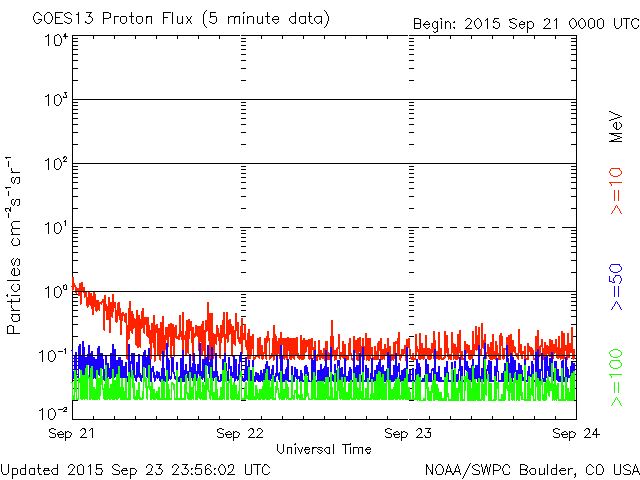 GOES13 Proton Flux (5 minute data)
Begin: 2015 Sep 21 0000 UTC
Particles cm⁻²s⁻¹sr⁻¹
10⁴
10³
10²
10¹
10⁰
10⁻¹
10⁻²
MeV
>=10
>=50
>=100
Sep 21
Sep 22
Sep 23
Sep 24
Universal Time
Updated 2015 Sep 23 23:56:02 UTC
NOAA/SWPC Boulder, CO USA